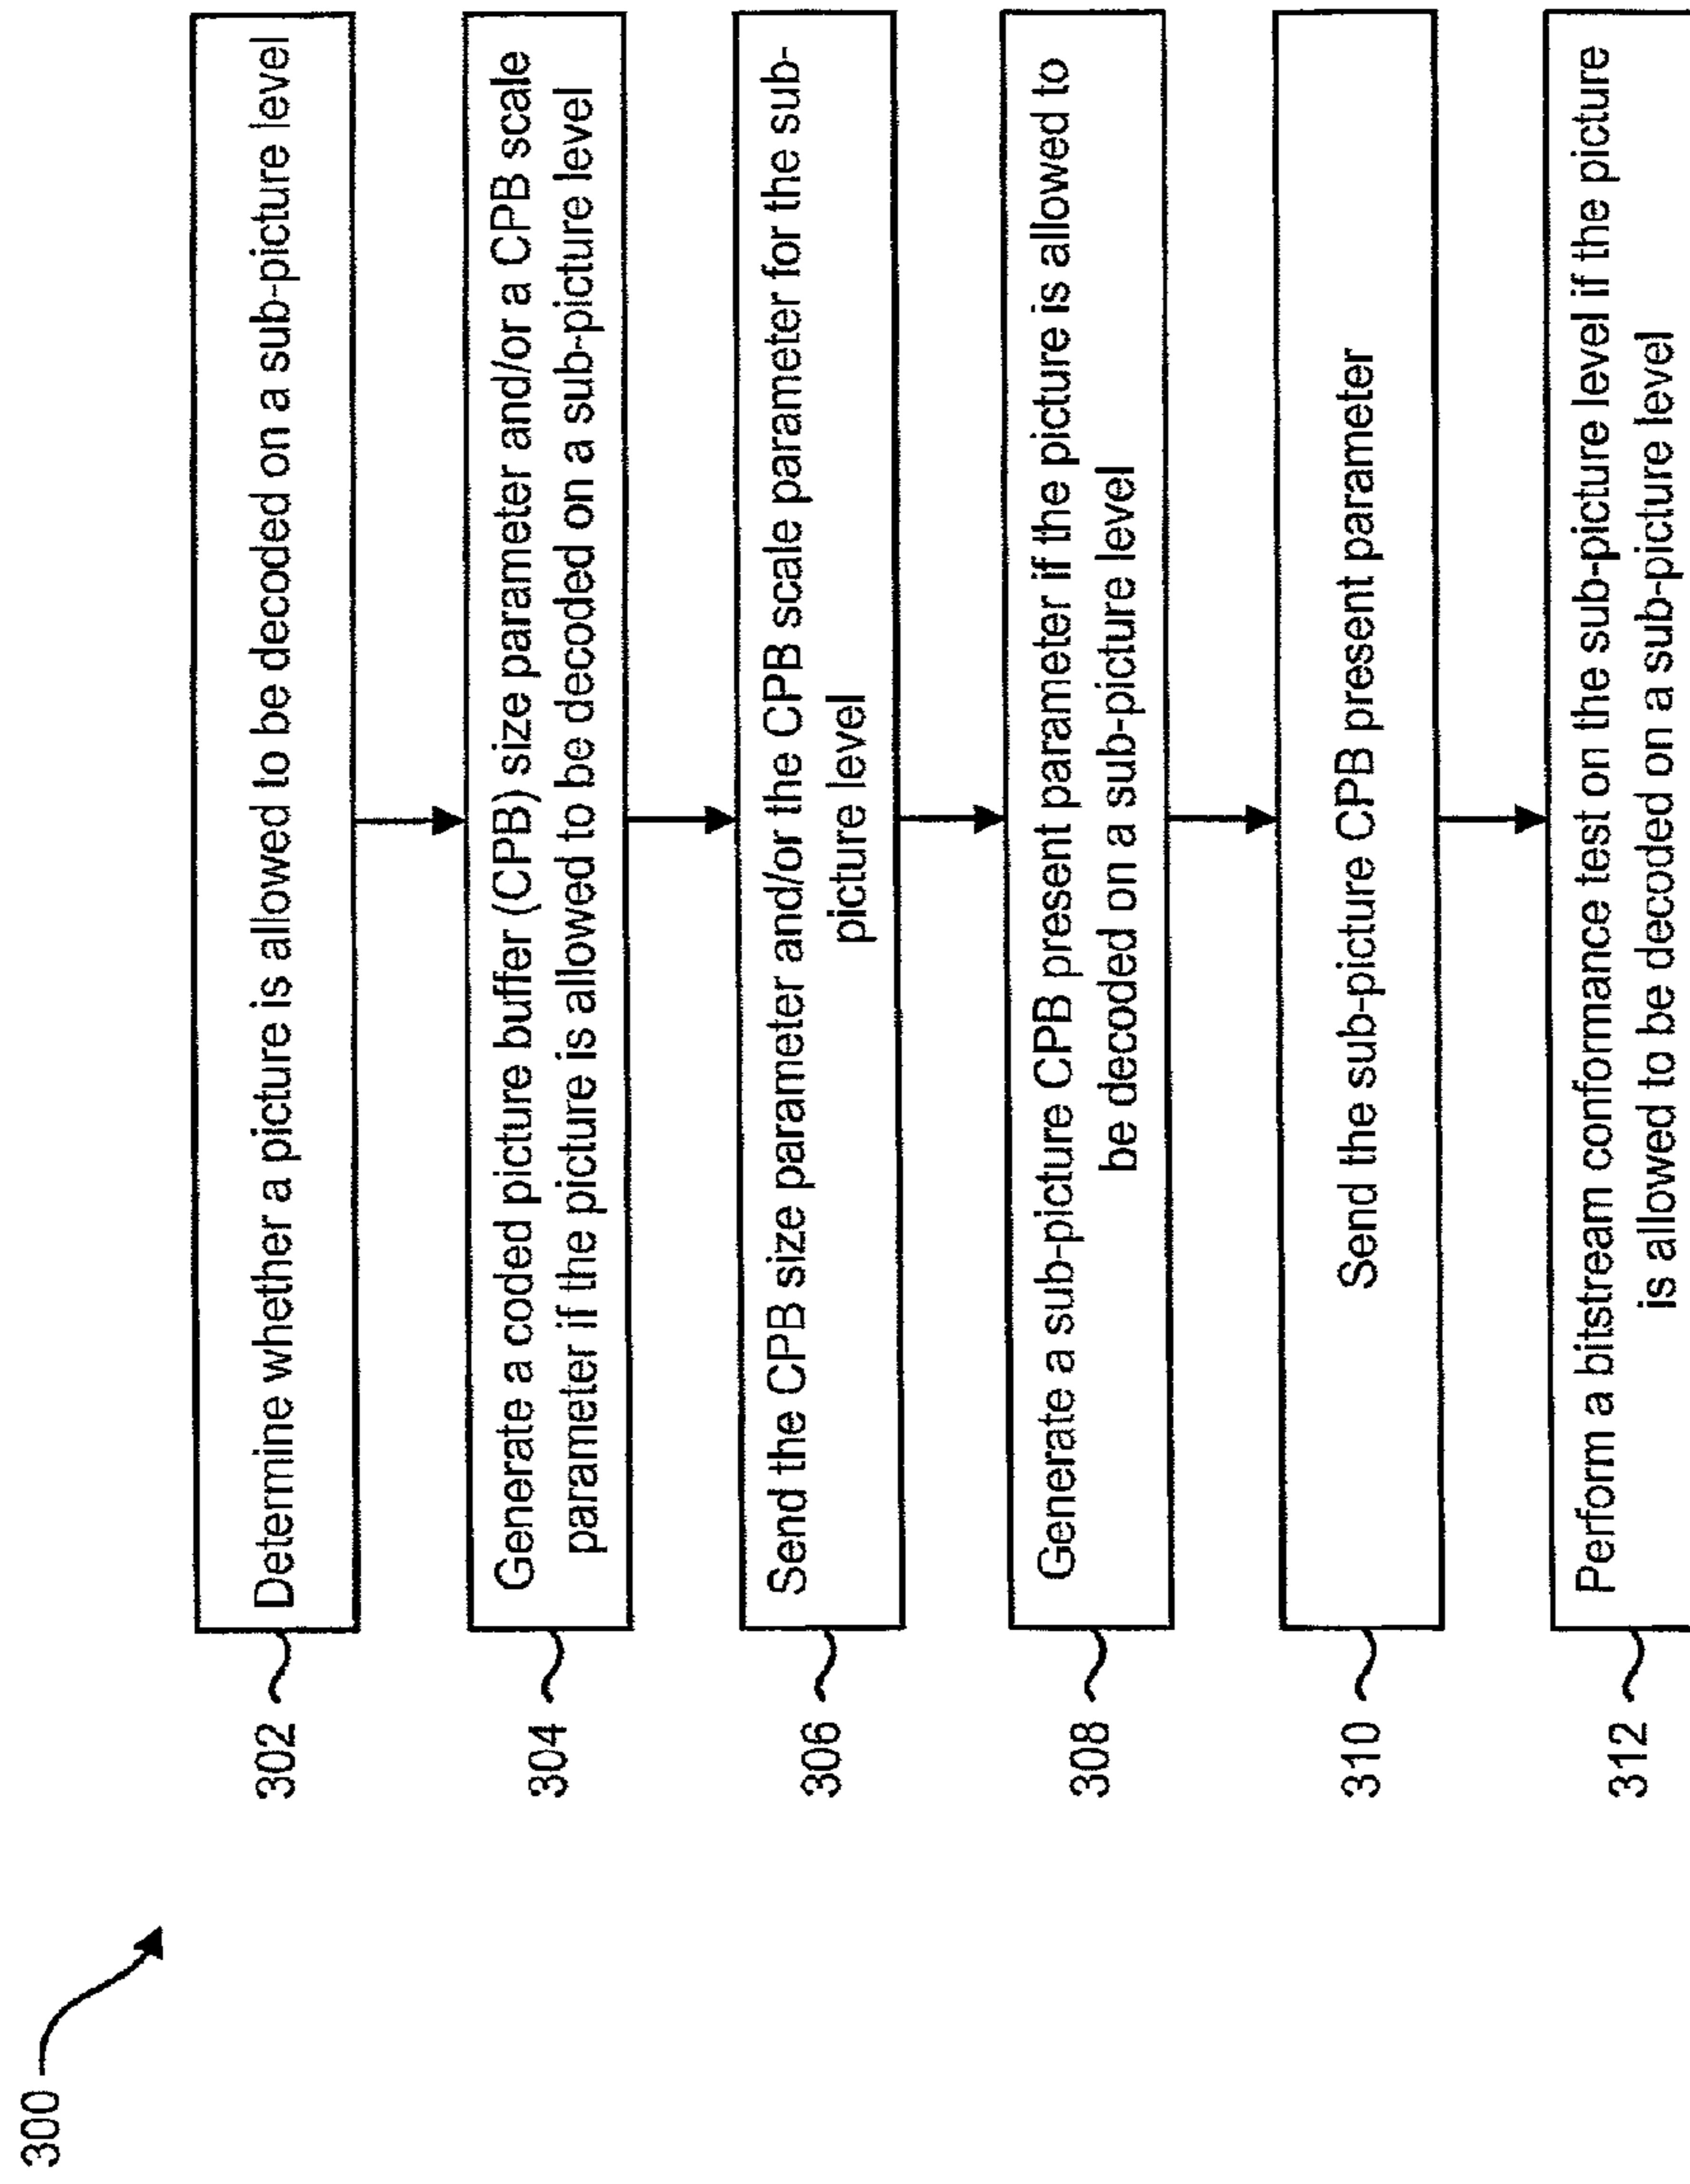 300
302
Determine whether a picture is allowed to be decoded on a sub-picture level
304
Generate a coded picture buffer (CPB) size parameter and/or a CPB scale
parameter if the picture is allowed to be decoded on a sub-picture level
306
Send the CPB size parameter and/or the CPB scale parameter for the sub-
picture level
308
Generate a sub-picture CPB present parameter if the picture is allowed to
be decoded on a sub-picture level
310
Send the sub-picture CPB present parameter
312
Perform a bitstream conformance test on the sub-picture level if the picture
is allowed to be decoded on a sub-picture level